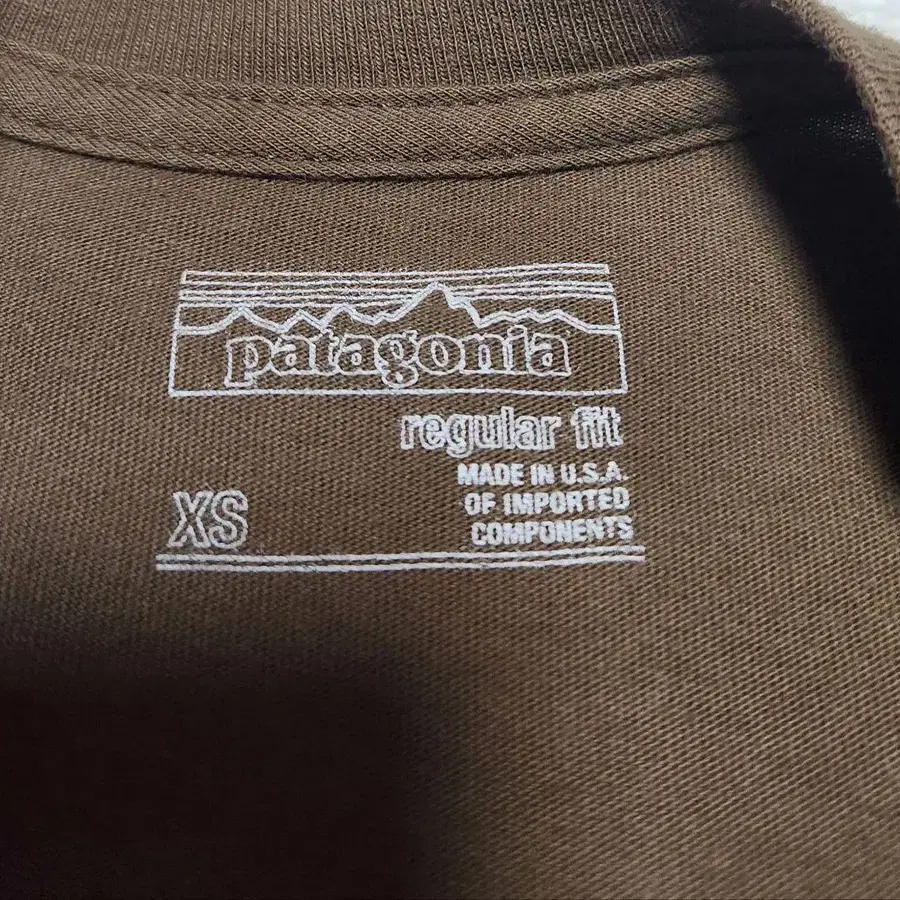 patagonia
regular fit
MADE IN U.S.A.
OF IMPORTED
XS
COMPONENTS